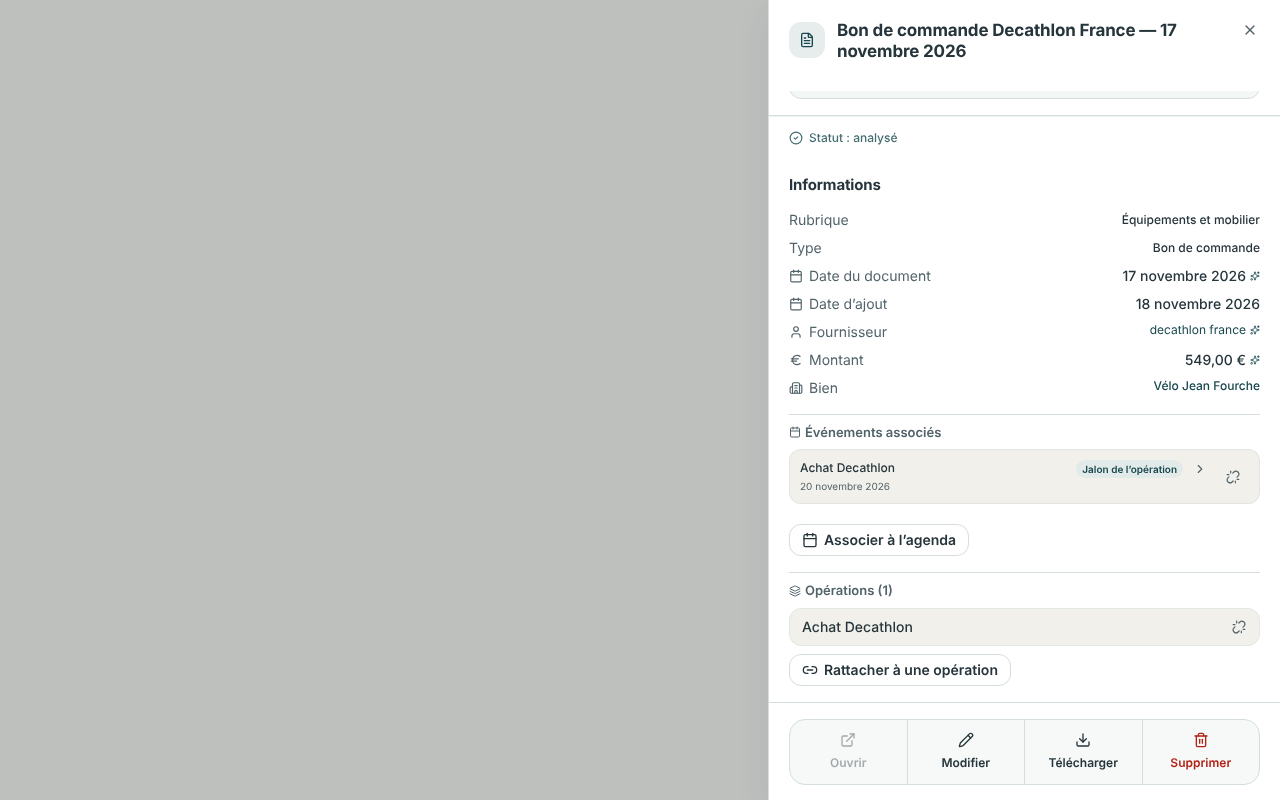 Bon de commande Decathlon France — 17
novembre 2026
Statut : analysé
Informations
Rubrique
Équipements et mobilier
Type
Bon de commande
Date du document
17 novembre 2026
Date d’ajout
18 novembre 2026
Fournisseur
decathlon france
Montant
549,00 €
Bien
Vélo Jean Fourche
Événements associés
Achat Decathlon
Jalon de l’opération
20 novembre 2026
Associer à l’agenda
Opérations (1)
Achat Decathlon
Rattacher à une opération
Ouvrir
Modifier
Télécharger
Supprimer